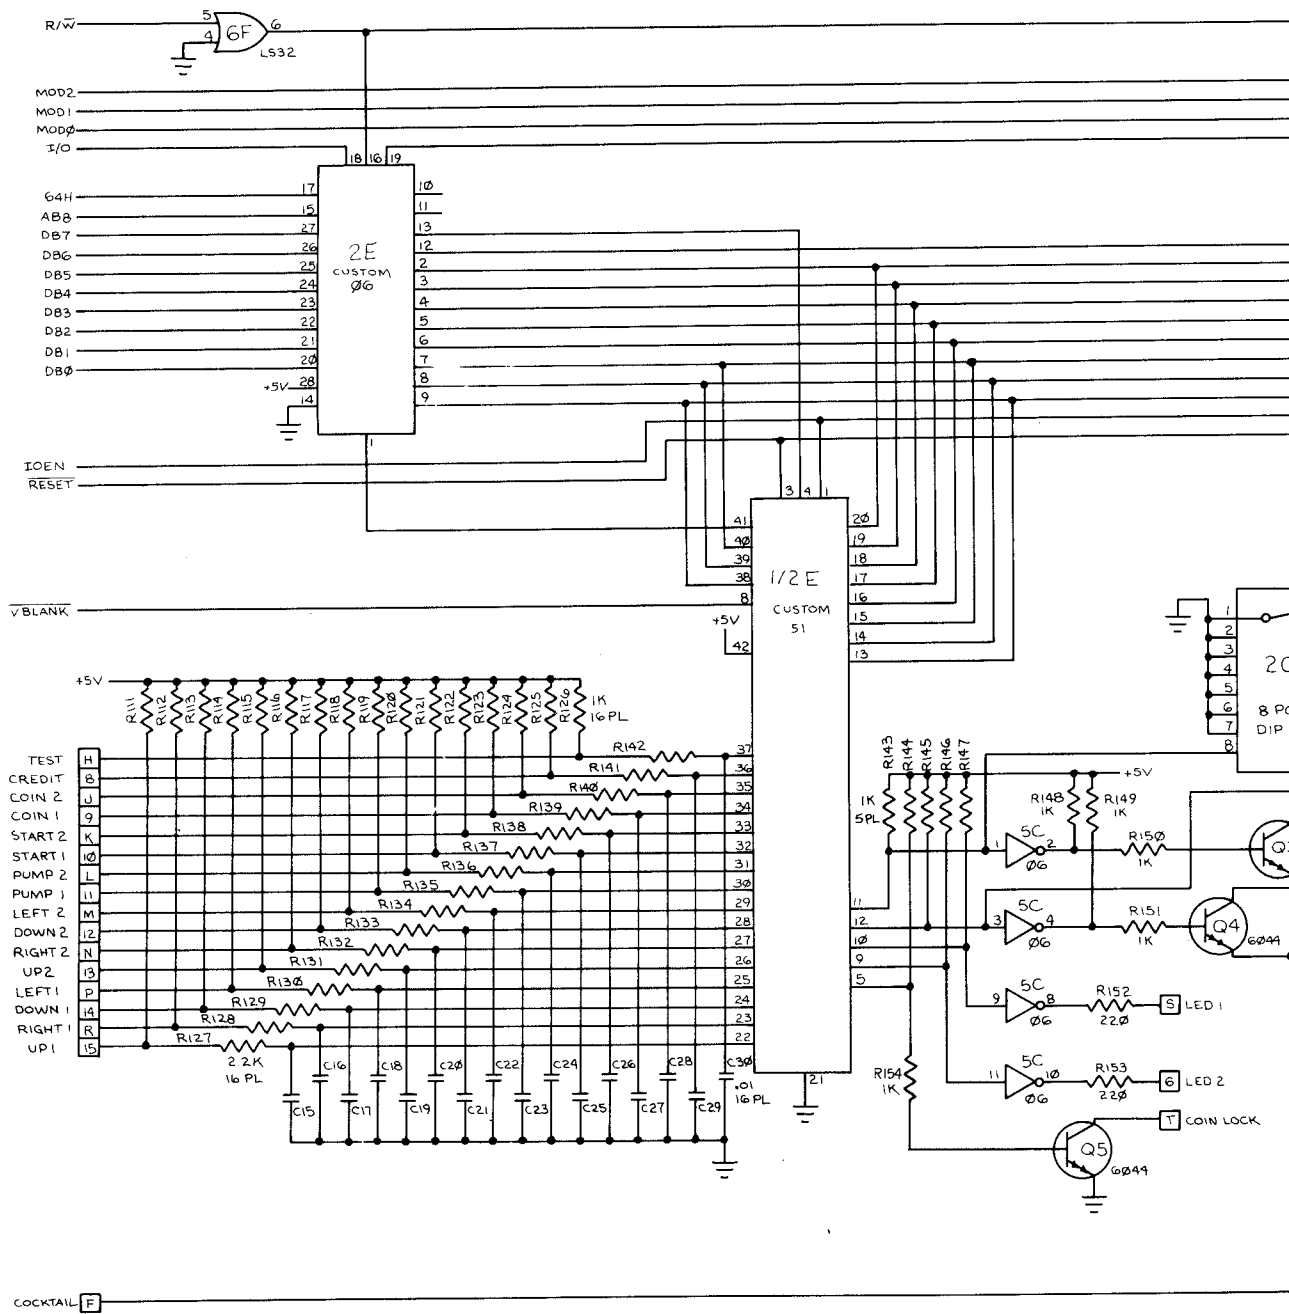 R/W̅
5
4
6F
6
LS32
MOD2
MOD1
MODØ
I/O
18 16 19
64H 17
AB8 15
DB7 27
DB6 26
DB5 25
DB4 24
DB3 23
DB2 22
DB1 21
DBØ 2Ø
+5V 28
14
2E
CUSTOM
Ø6
1Ø
11
13
12
2
3
4
5
6
7
8
9
1
IOEN
R̅E̅S̅E̅T̅
3 4 1
41
4Ø
39
38
8
+5V
42
1/2E
CUSTOM
51
2Ø
19
18
17
16
15
14
13
V̅B̅L̅A̅N̅K̅
1
2
3
4
5
6
7
8
8 PO
DIP
+5V
R111 R112 R113 R114 R115 R116 R117 R118 R119 R12Ø R121 R122 R123 R124 R125 R126
1K
16PL
TEST H R142 37
CREDIT 8 R141 36
COIN 2 J R14Ø 35
COIN 1 9 R139 34
START 2 K R138 33
START 1 1Ø R137 32
PUMP 2 L R136 31
PUMP 1 11 R135 30
LEFT 2 M R134 29
DOWN 2 12 R133 28
RIGHT 2 N R132 27
UP2 13 R131 26
LEFT 1 P R13Ø 25
DOWN 1 14 R129 24
RIGHT 1 R R128 23
UP1 15 R127 22
2.2K
16 PL
C16 C18 C2Ø C22 C24 C26 C28 C3Ø
C15 C17 C19 C21 C23 C25 C27 C29
.01
16 PL
21
11
12
1Ø
9
5
R143 R144 R145 R146 R147
1K
5PL
+5V
R148
1K
R149
1K
1 5C 2
Ø6
R15Ø
1K
3 5C 4
Ø6
R151
1K
Q4
6Ø44
9 5C 8
Ø6
R152
22Ø
S LED 1
11 5C 1Ø
Ø6
R153
22Ø
6 LED 2
R154
1K
T COIN LOCK
Q5
6Ø44
COCKTAIL F